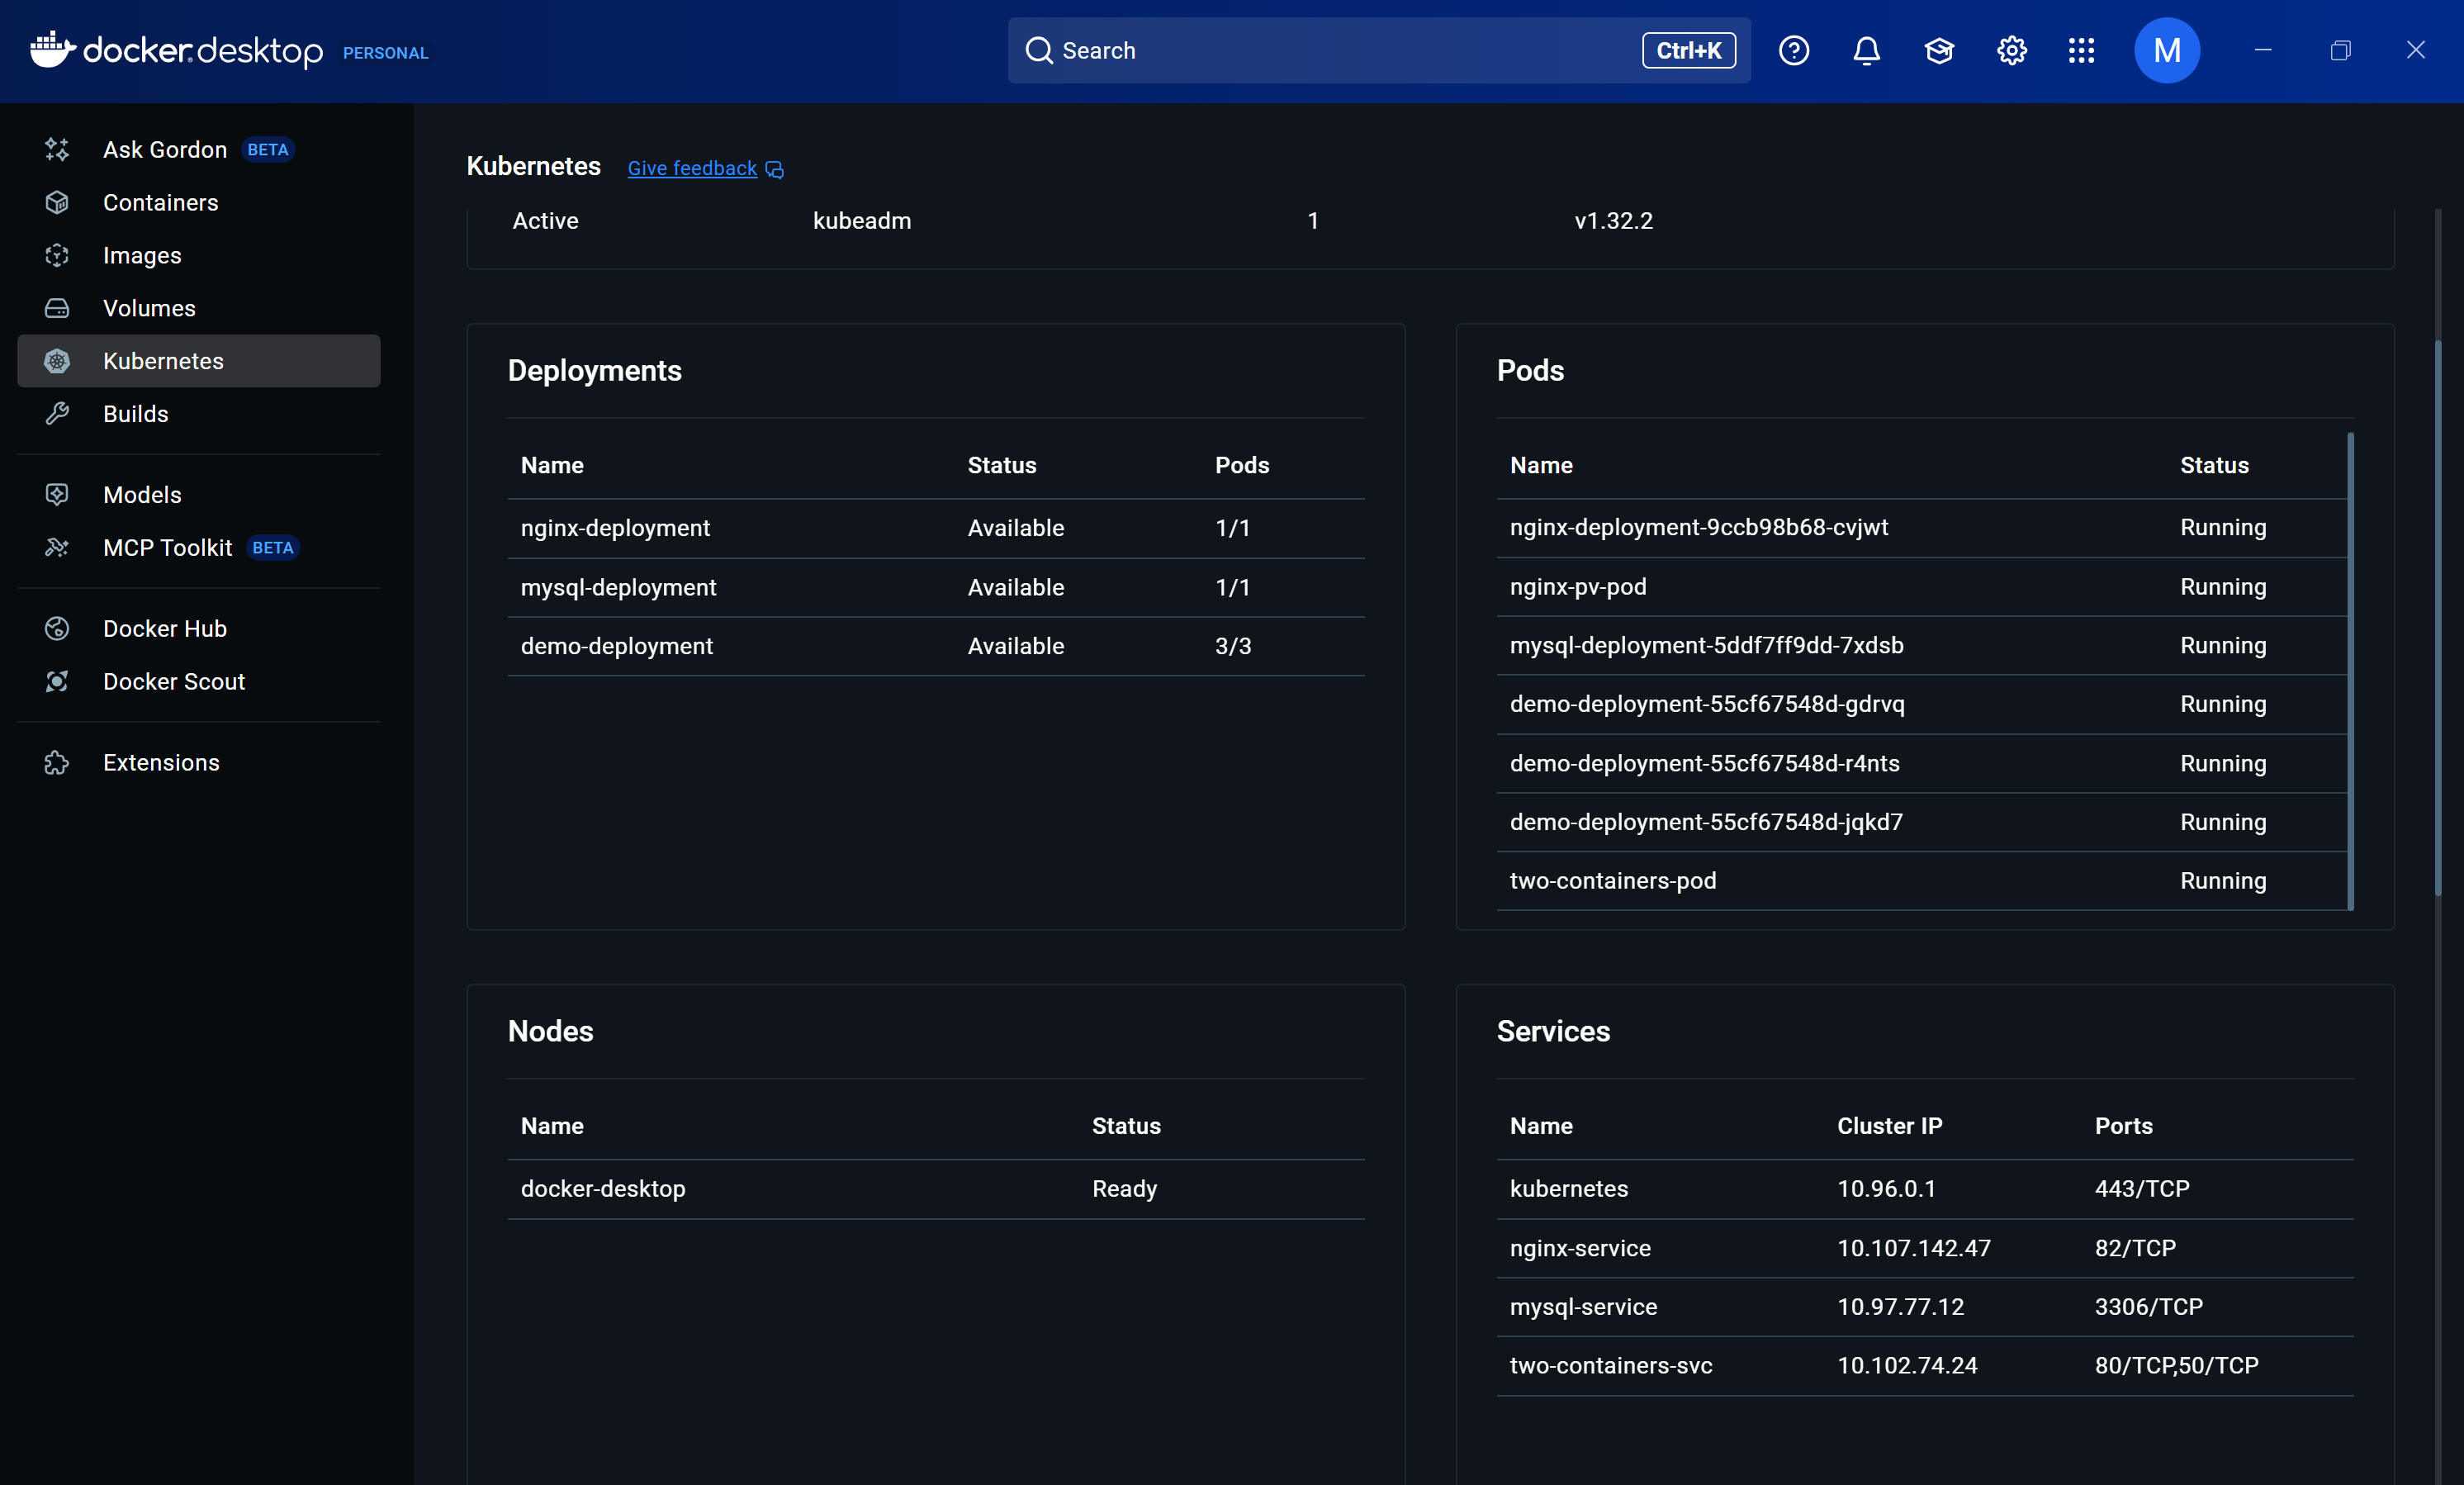 docker.desktop PERSONAL
Search Ctrl+K
M
Ask Gordon BETA
Containers
Images
Volumes
Kubernetes
Builds
Models
MCP Toolkit BETA
Docker Hub
Docker Scout
Extensions
Kubernetes Give feedback
Active kubeadm 1 v1.32.2
Deployments
Name Status Pods
nginx-deployment Available 1/1
mysql-deployment Available 1/1
demo-deployment Available 3/3
Pods
Name Status
nginx-deployment-9ccb98b68-cvjwt Running
nginx-pv-pod Running
mysql-deployment-5ddf7ff9dd-7xdsb Running
demo-deployment-55cf67548d-gdrvq Running
demo-deployment-55cf67548d-r4nts Running
demo-deployment-55cf67548d-jqkd7 Running
two-containers-pod Running
Nodes
Name Status
docker-desktop Ready
Services
Name Cluster IP Ports
kubernetes 10.96.0.1 443/TCP
nginx-service 10.107.142.47 82/TCP
mysql-service 10.97.77.12 3306/TCP
two-containers-svc 10.102.74.24 80/TCP,50/TCP